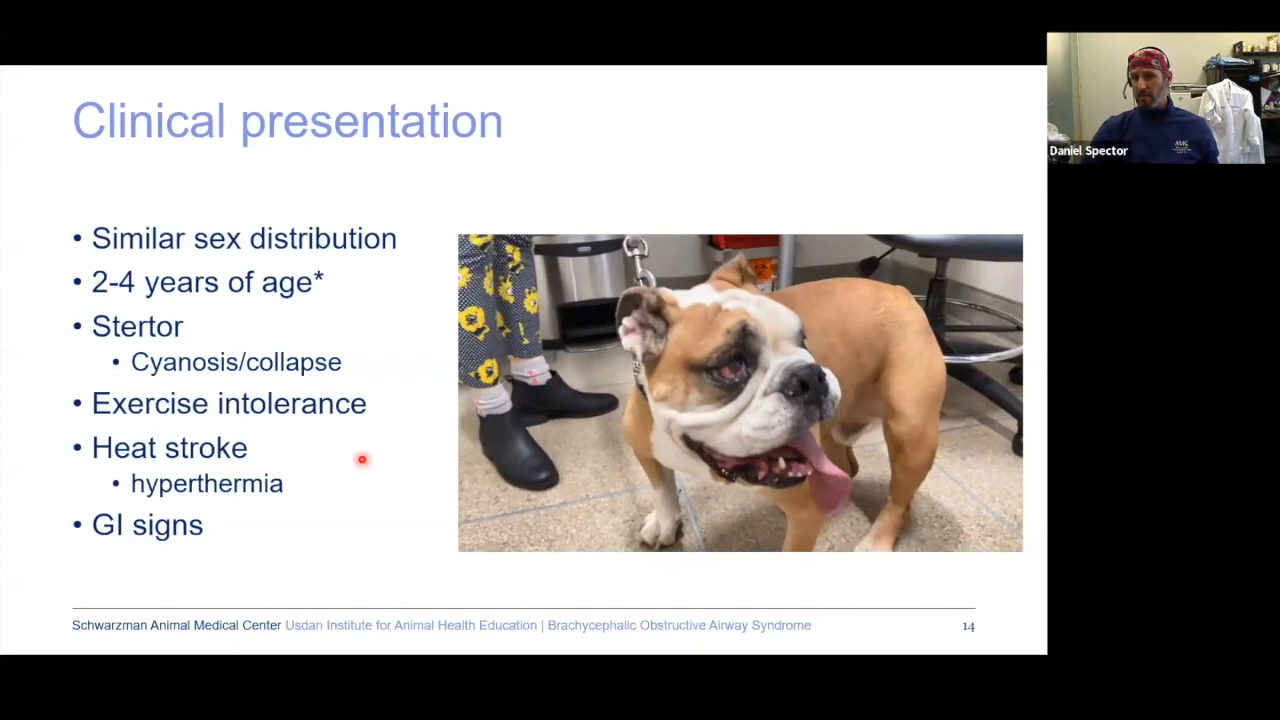 Clinical presentation
• Similar sex distribution
• 2-4 years of age*
• Stertor
• Cyanosis/collapse
• Exercise intolerance
• Heat stroke
• hyperthermia
• GI signs
Schwarzman Animal Medical Center Usdan Institute for Animal Health Education | Brachycephalic Obstructive Airway Syndrome
14
Daniel Spector
AMC